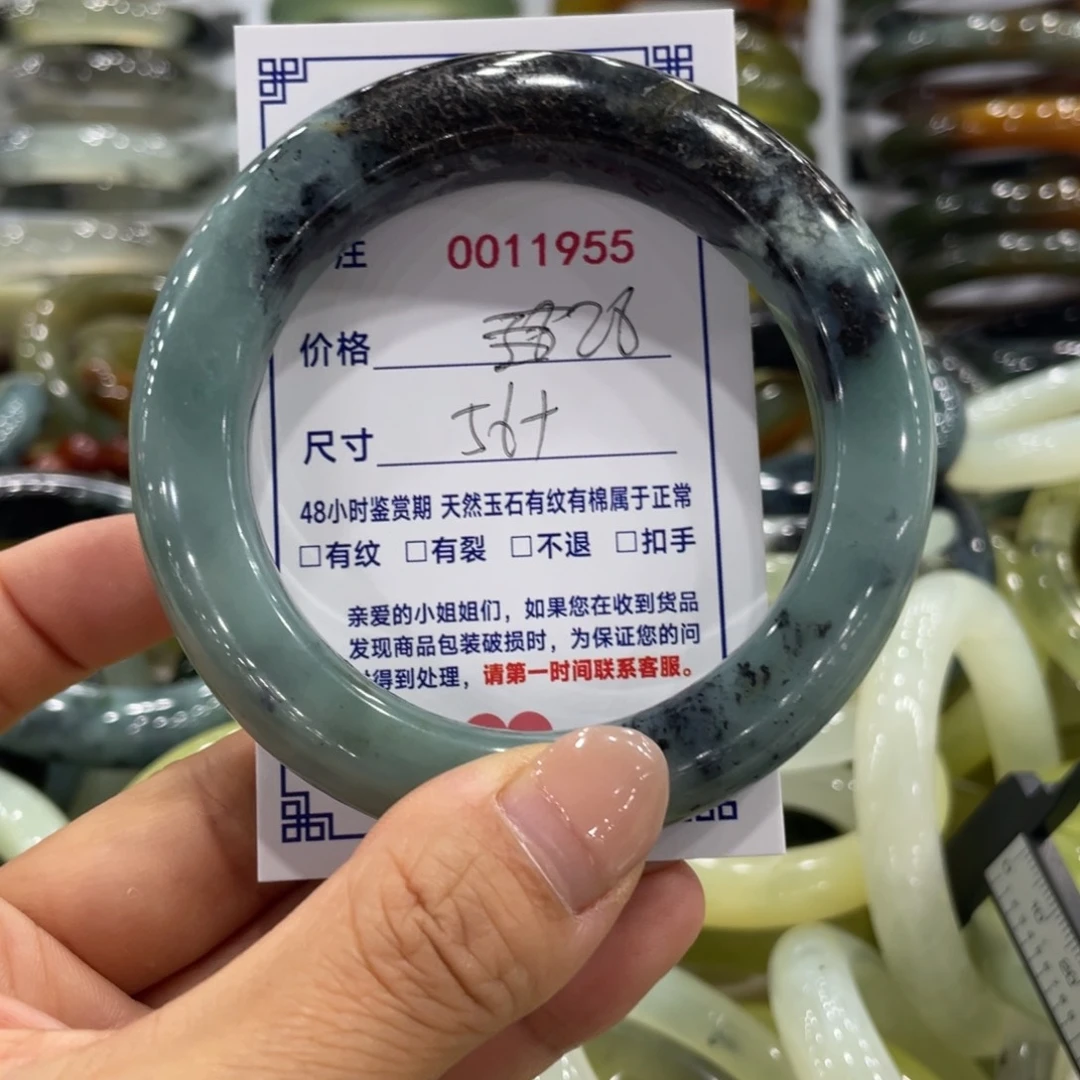 注 0011955
价格 28
尺寸 56+
48小时鉴赏期 天然玉石有纹有棉属于正常
□有纹 □有裂 □不退 □扣手
亲爱的小姐姐们，如果您在收到货品
发现商品包装破损时，为保证您的问
得到处理，请第一时间联系客服。